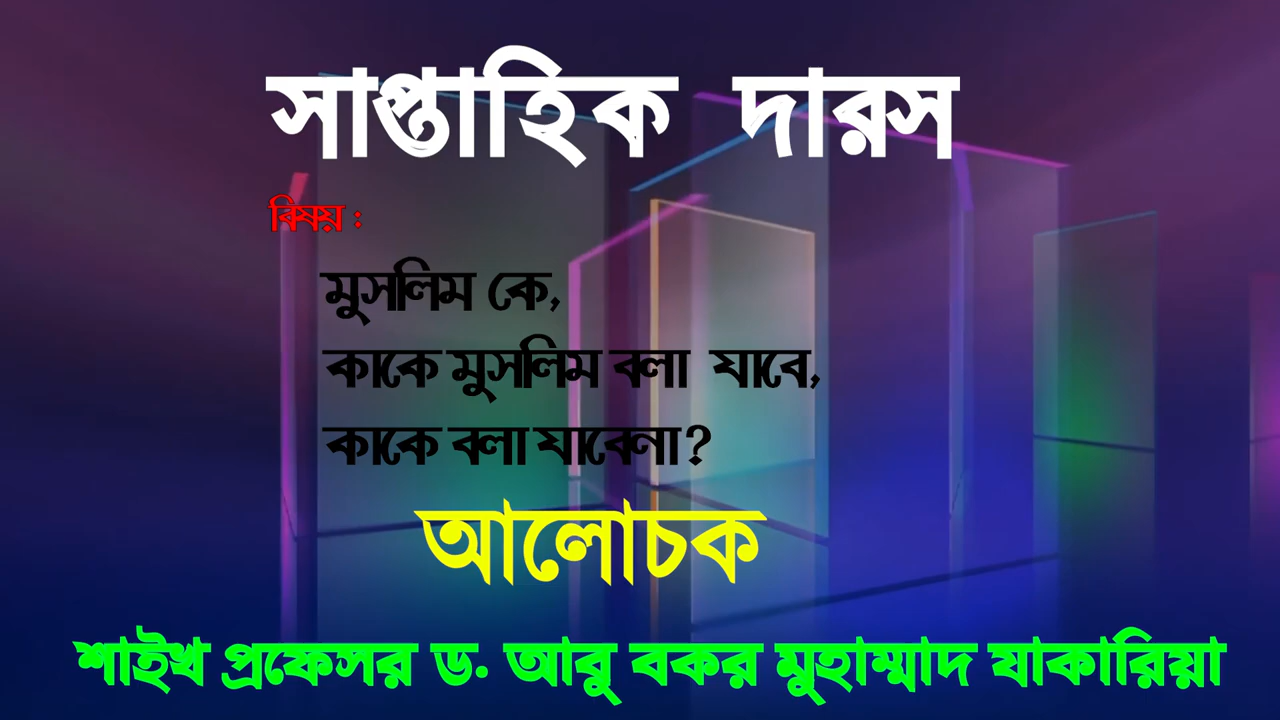 সাপ্তাহিক দারস
বিষয় :
মুসলিম কে,
কাকে মুসলিম বলা যাবে,
কাকে বলা যাবেনা ?
আলোচক
শাইখ প্রফেসর ড. আবু বকর মুহাম্মাদ যাকারিয়া